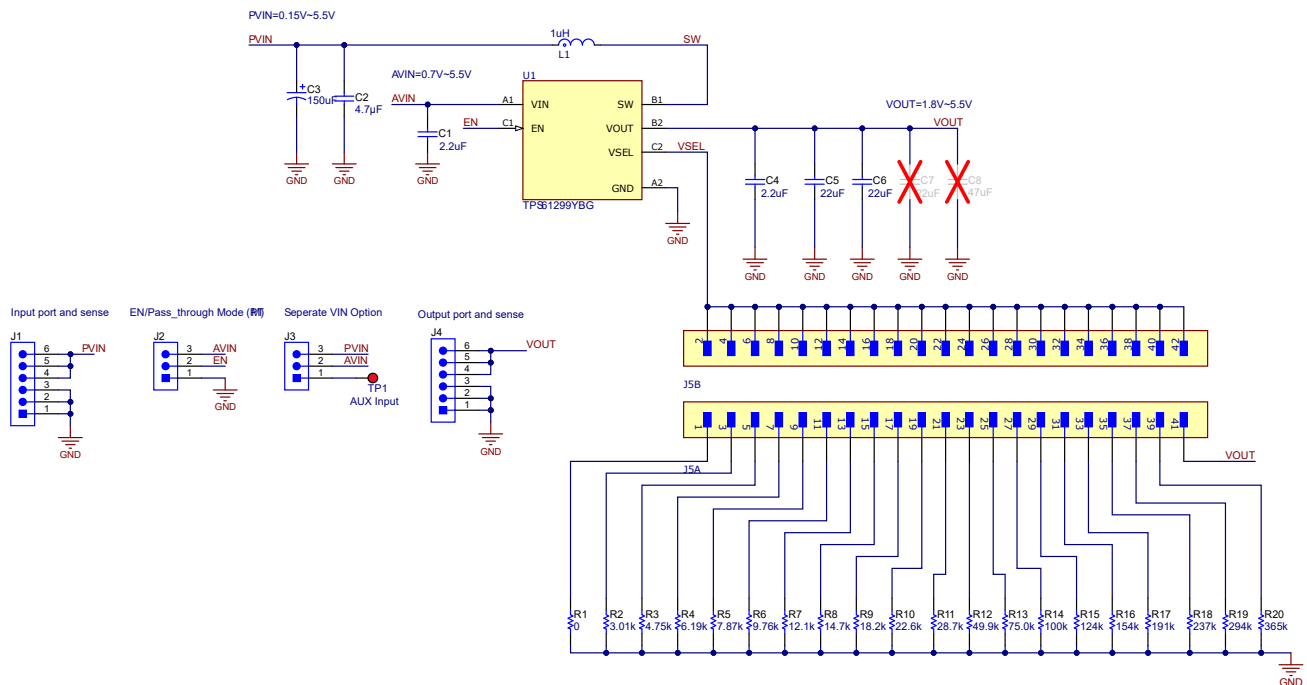 PVIN=0.15V~5.5V
PVIN
1uH
L1
SW
C3
150uF
C2
4.7µF
AVIN=0.7V~5.5V
AVIN
EN
C1
2.2uF
GND
GND
GND
U1
A1
VIN
C1
EN
SW
B1
VOUT
B2
VSEL
C2
GND
A2
TPS61299YBG
VSEL
GND
VOUT=1.8V~5.5V
VOUT
C4
2.2uF
C5
22uF
C6
22uF
C7
22uF
C8
47uF
GND
GND
GND
GND
GND
Input port and sense
J1
6
5
4
3
2
1
PVIN
GND
EN/Pass_through Mode
J2
3
2
1
AVIN
EN
GND
Seperate VIN Option
J3
3
2
1
PVIN
AVIN
TP1
AUX Input
Output port and sense
J4
6
5
4
3
2
1
VOUT
GND
2 4 6 8 10 12 14 16 18 20 22 24 26 28 30 32 34 36 38 40 42
J5B
1 3 5 7 9 11 13 15 17 19 21 23 25 27 29 31 33 35 37 39 41
J5A
VOUT
R1
0
R2
3.01k
R3
4.75k
R4
6.19k
R5
7.87k
R6
9.76k
R7
12.1k
R8
14.7k
R9
18.2k
R10
22.6k
R11
28.7k
R12
49.9k
R13
75.0k
R14
100k
R15
124k
R16
154k
R17
191k
R18
237k
R19
294k
R20
365k
GND